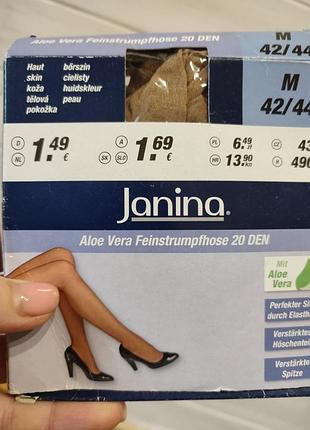 Aloe Vera Feinstrumpfhose 20 DEN
M
42/44
Haut bőrszín
skin cielisty
koža huidskleur
tělová peau
pokožka
M
42/44
D NL 1.49 €
A SK SLO 1.69 €
PL 6.49 zł
HR 13.90 kn
CZ 43
R 490
Janina®
Aloe Vera Feinstrumpfhose 20 DEN
Mit
Aloe
Vera
Perfekter
durch
Verstärktes
Höschentei
Verstärkte
Spitze